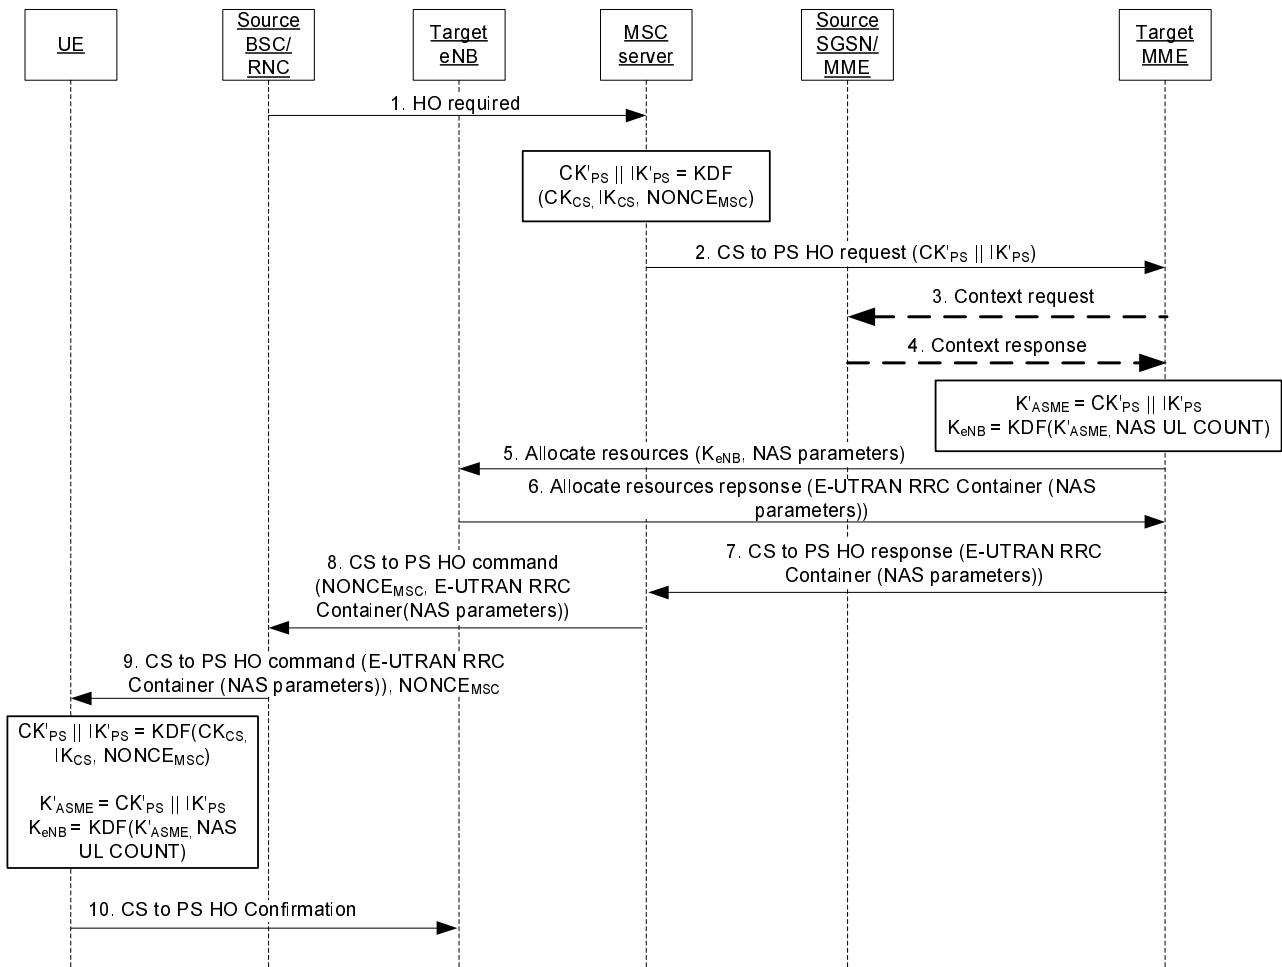 UE
Source
BSC/
RNC
Target
eNB
MSC
server
Source
SGSN/
MME
Target
MME
1. HO required
CK'PS || IK'PS = KDF
(CKCS, IKCS, NONCEMSC)
2. CS to PS HO request (CK'PS || IK'PS)
3. Context request
4. Context response
K'ASME = CK'PS || IK'PS
KeNB = KDF(K'ASME, NAS UL COUNT)
5. Allocate resources (KeNB, NAS parameters)
6. Allocate resources repsonse (E-UTRAN RRC Container (NAS
parameters))
7. CS to PS HO response (E-UTRAN RRC
Container (NAS parameters))
8. CS to PS HO command
(NONCEMSC, E-UTRAN RRC
Container(NAS parameters))
9. CS to PS HO command (E-UTRAN RRC
Container (NAS parameters)), NONCEMSC
CK'PS || IK'PS = KDF(CKCS,
IKCS, NONCEMSC)
K'ASME = CK'PS || IK'PS
KeNB = KDF(K'ASME, NAS
UL COUNT)
10. CS to PS HO Confirmation